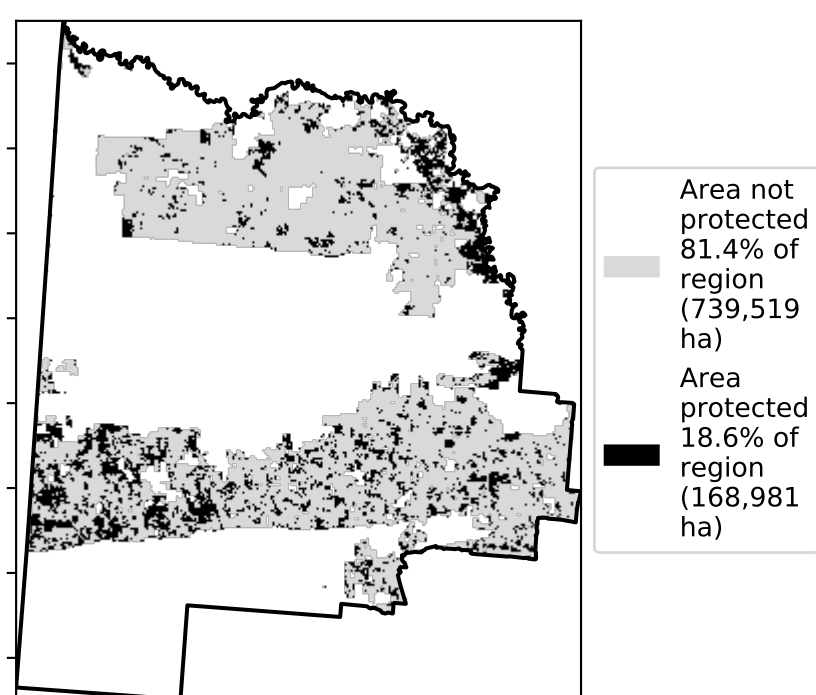 Area not
protected
81.4% of
region
(739,519
ha)
Area
protected
18.6% of
region
(168,981
ha)